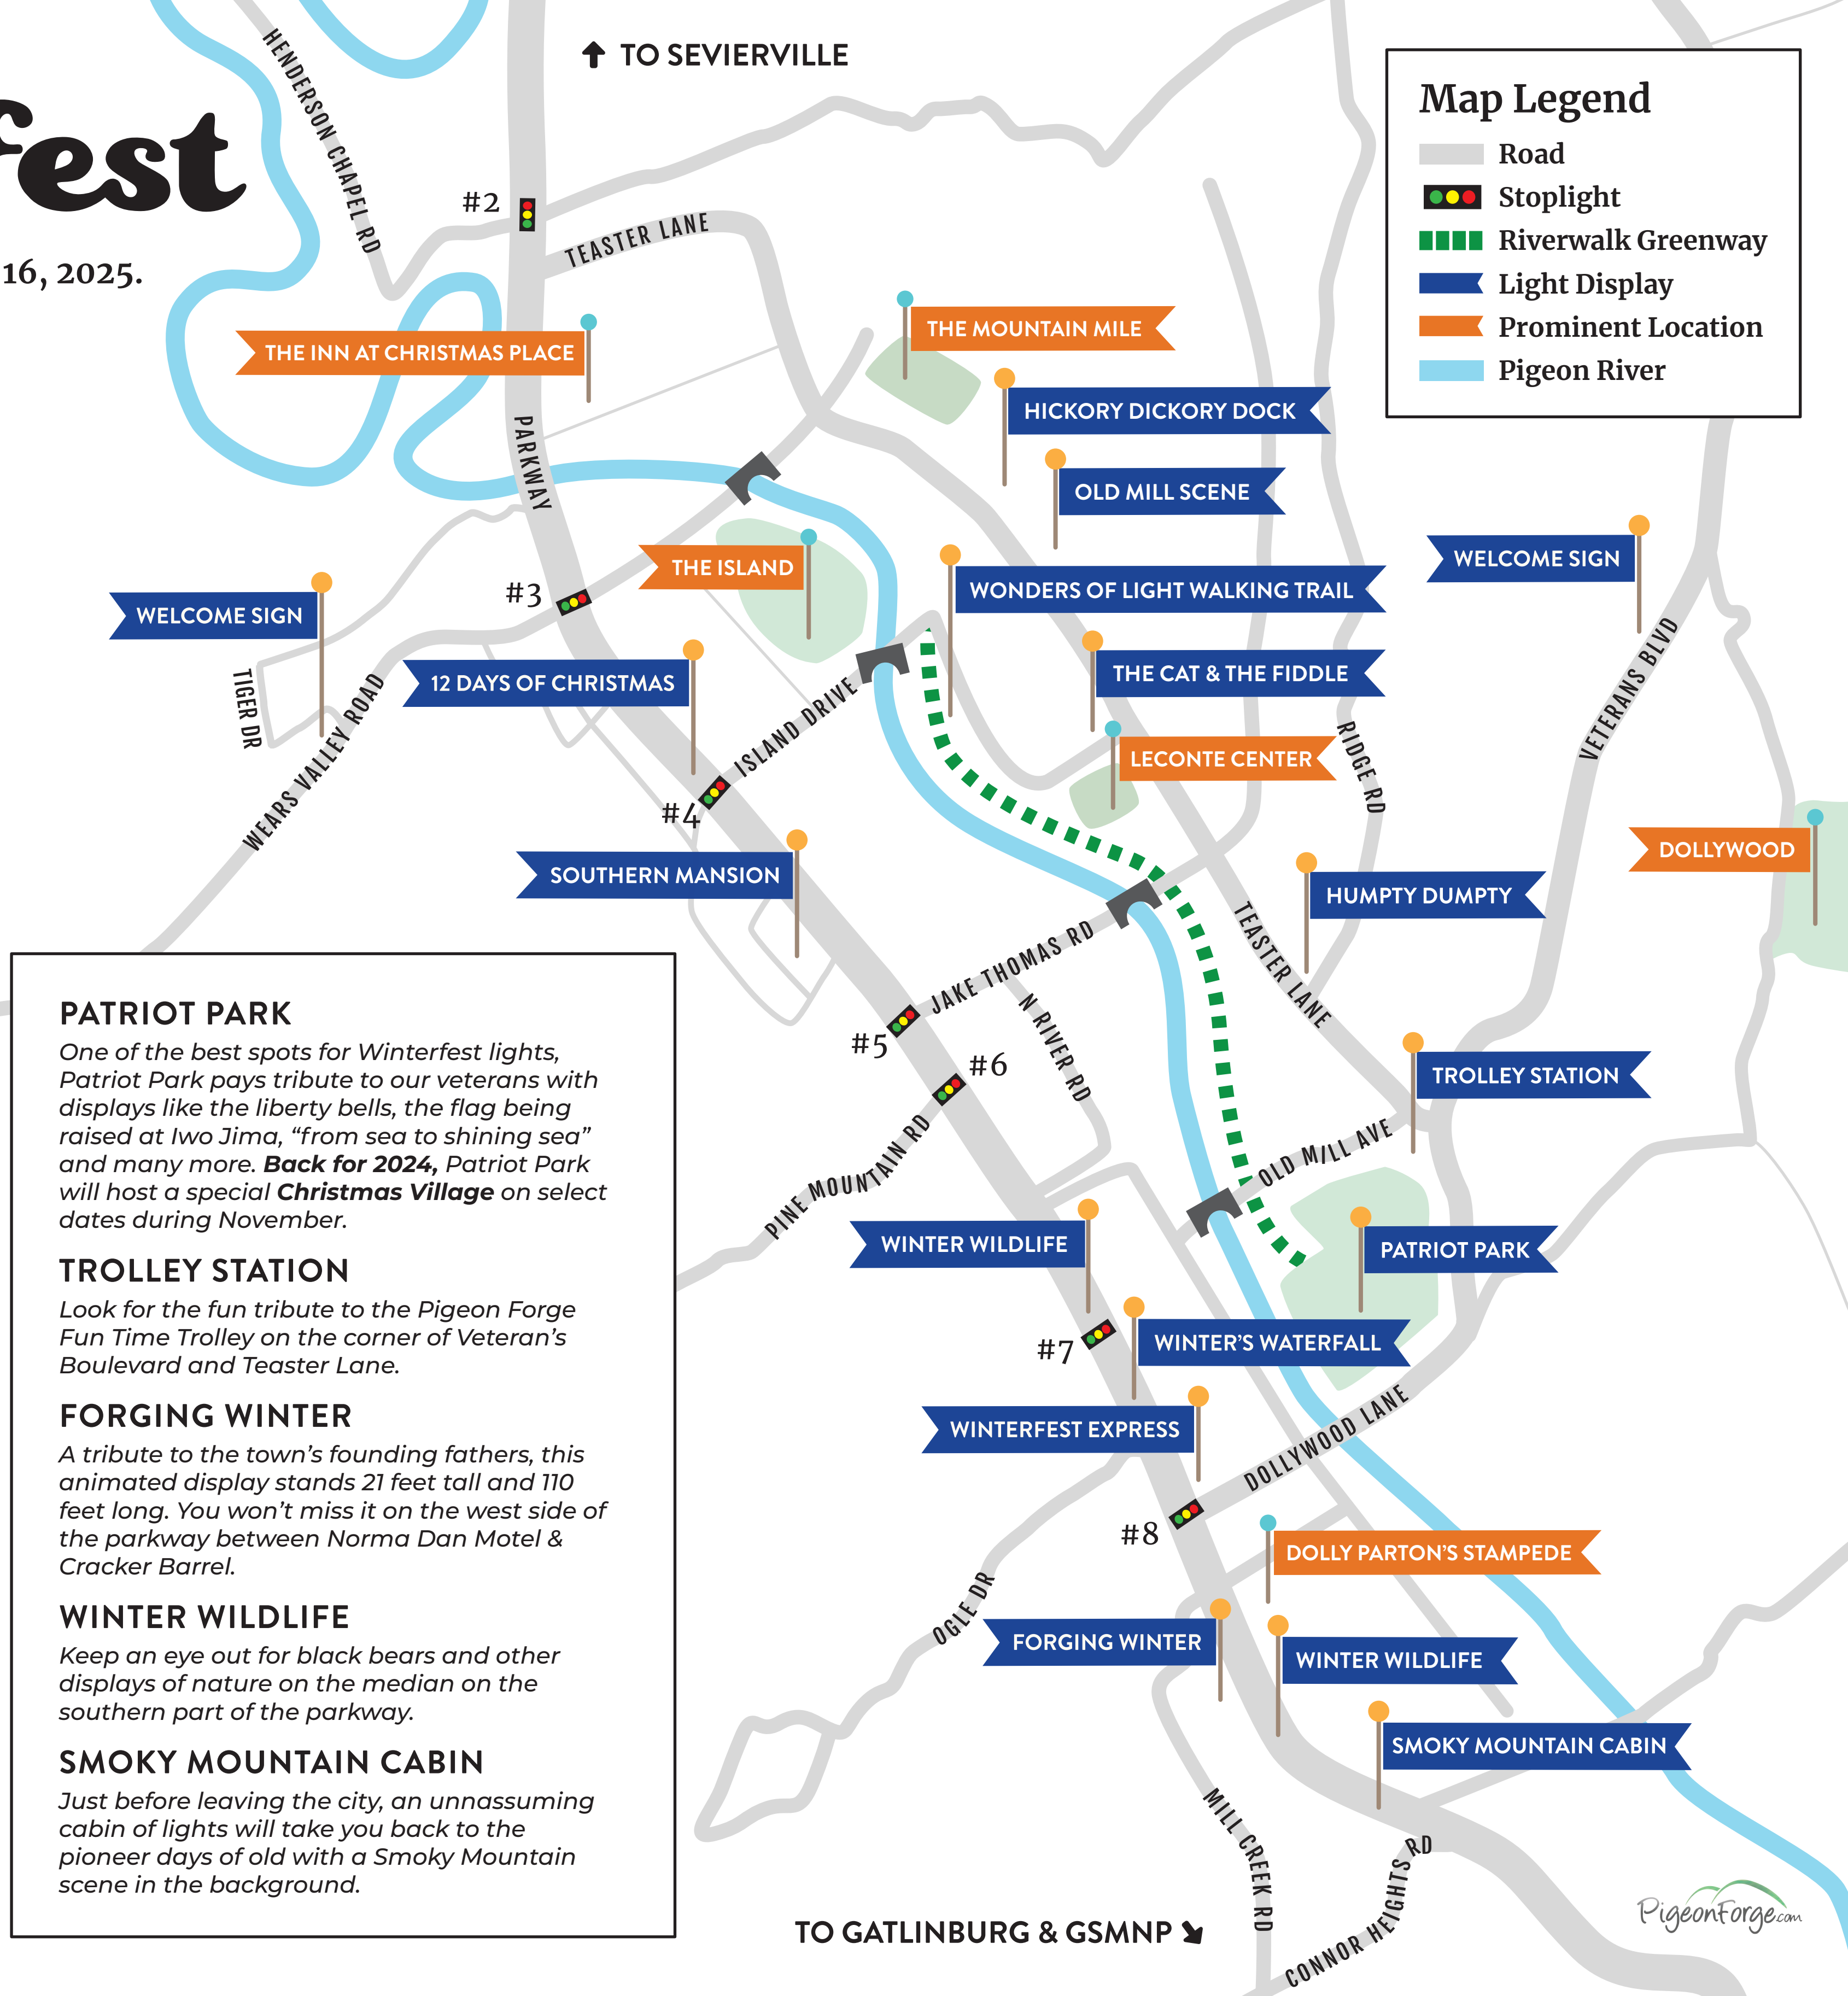 fest
16, 2025.
TO SEVIERVILLE
Map Legend
Road
Stoplight
Riverwalk Greenway
Light Display
Prominent Location
Pigeon River
HENDERSON CHAPEL RD
#2
TEASTER LANE
THE INN AT CHRISTMAS PLACE
THE MOUNTAIN MILE
HICKORY DICKORY DOCK
PARKWAY
OLD MILL SCENE
WELCOME SIGN
THE ISLAND
#3
WONDERS OF LIGHT WALKING TRAIL
WELCOME SIGN
12 DAYS OF CHRISTMAS
THE CAT & THE FIDDLE
TIGER DR
WEARS VALLEY ROAD
ISLAND DRIVE
VETERANS BLVD
LECONTE CENTER
RIDGE RD
#4
DOLLYWOOD
SOUTHERN MANSION
HUMPTY DUMPTY
JAKE THOMAS RD
TEASTER LANE
#5
N RIVER RD
#6
TROLLEY STATION
PINE MOUNTAIN RD
OLD MILL AVE
WINTER WILDLIFE
PATRIOT PARK
#7
WINTER'S WATERFALL
WINTERFEST EXPRESS
DOLLYWOOD LANE
#8
DOLLY PARTON'S STAMPEDE
OGLE DR
FORGING WINTER
WINTER WILDLIFE
SMOKY MOUNTAIN CABIN
MILL CREEK RD
CONNOR HEIGHTS RD
TO GATLINBURG & GSMNP
PigeonForge.com
PATRIOT PARK
One of the best spots for Winterfest lights,
Patriot Park pays tribute to our veterans with
displays like the liberty bells, the flag being
raised at Iwo Jima, “from sea to shining sea”
and many more. Back for 2024, Patriot Park
will host a special Christmas Village on select
dates during November.
TROLLEY STATION
Look for the fun tribute to the Pigeon Forge
Fun Time Trolley on the corner of Veteran’s
Boulevard and Teaster Lane.
FORGING WINTER
A tribute to the town’s founding fathers, this
animated display stands 21 feet tall and 110
feet long. You won’t miss it on the west side of
the parkway between Norma Dan Motel &
Cracker Barrel.
WINTER WILDLIFE
Keep an eye out for black bears and other
displays of nature on the median on the
southern part of the parkway.
SMOKY MOUNTAIN CABIN
Just before leaving the city, an unnassuming
cabin of lights will take you back to the
pioneer days of old with a Smoky Mountain
scene in the background.